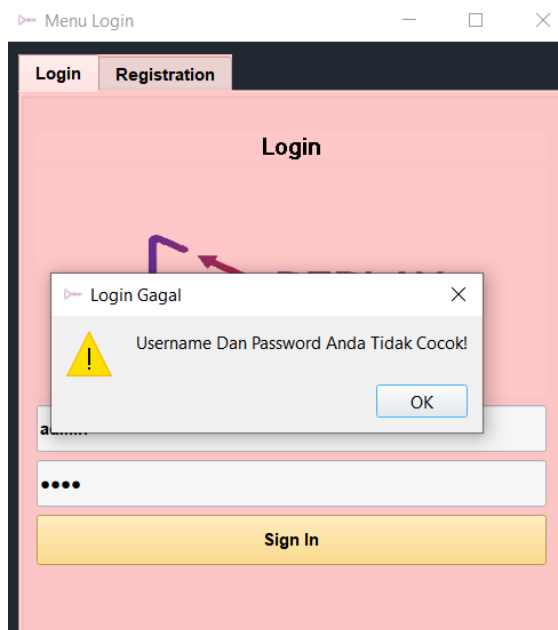 Menu Login
Login Registration
Login
Login Gagal
Username Dan Password Anda Tidak Cocok!
OK
Sign In